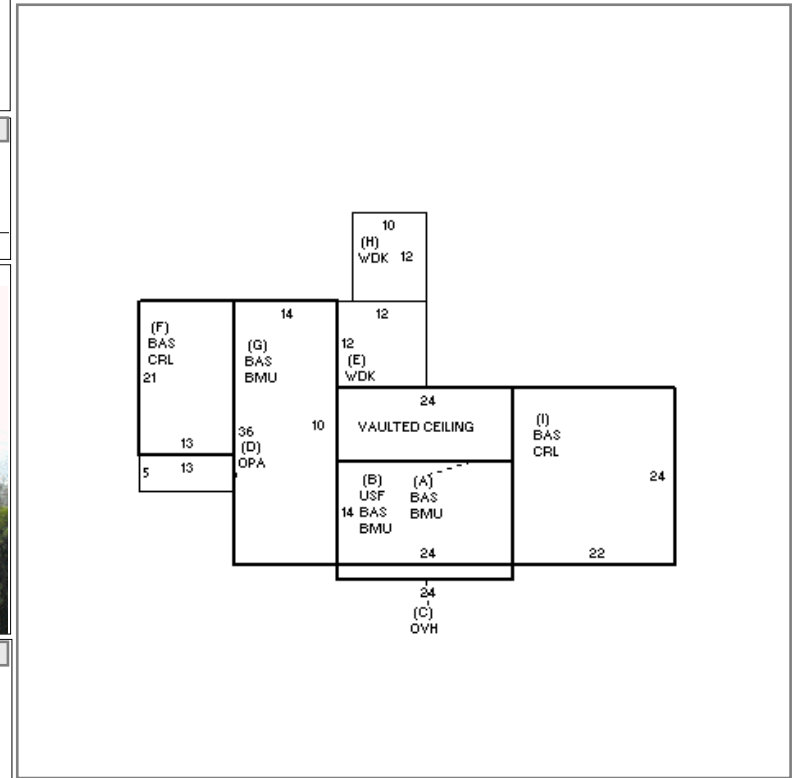 10
(H)
WDK 12
14
12
(F)
BAS
CRL
21
13
(G)
BAS
BMU
12
(E)
WDK
24
VAULTED CEILING
(I)
BAS
CRL
24
22
36
10
(D)
OPA
5 13
(B)
USF
14 BAS
BMU
(A)
BAS
BMU
24
24
(C)
OVH